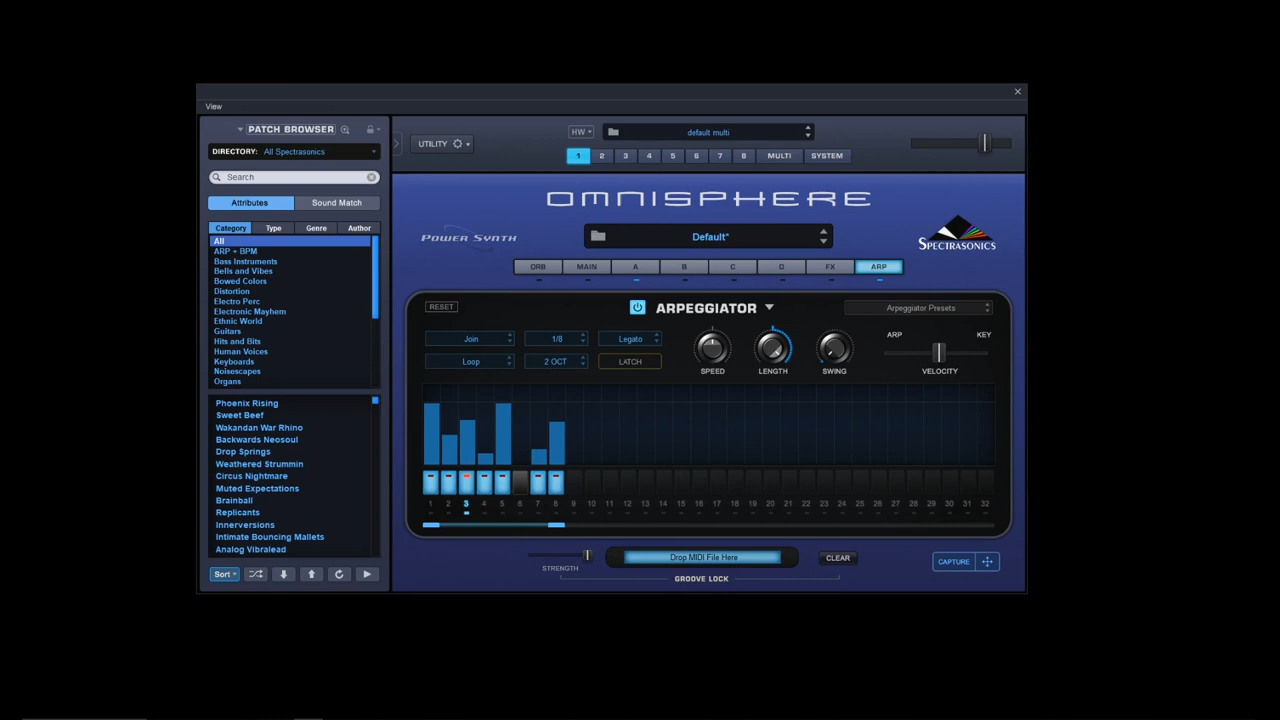 View
PATCH BROWSER
DIRECTORY: All Spectrasonics
Search
Attributes Sound Match
Category Type Genre Author
All
ARP + BPM
Bass Instruments
Bells and Vibes
Bowed Colors
Distortion
Electro Perc
Electronic Mayhem
Ethnic World
Guitars
Hits and Bits
Human Voices
Keyboards
Noisescapes
Organs
Phoenix Rising
Sweet Beef
Wakandan War Rhino
Backwards Neosoul
Drop Springs
Weathered Strummin
Circus Nightmare
Muted Expectations
Brainball
Replicants
Innerversions
Intimate Bouncing Mallets
Analog Vibralead
Sort
UTILITY
HW
default multi
1 2 3 4 5 6 7 8 MULTI SYSTEM
OMNISPHERE
POWER SYNTH
Default*
SPECTRASONICS
ORB MAIN A B C D FX ARP
RESET
ARPEGGIATOR
Arpeggiator Presets
Join 1/8 Legato
Loop 2 OCT LATCH
SPEED LENGTH SWING
ARP KEY
VELOCITY
1 2 3 4 5 6 7 8 9 10 11 12 13 14 15 16 17 18 19 20 21 22 23 24 25 26 27 28 29 30 31 32
STRENGTH
Drop MIDI File Here
CLEAR
GROOVE LOCK
CAPTURE